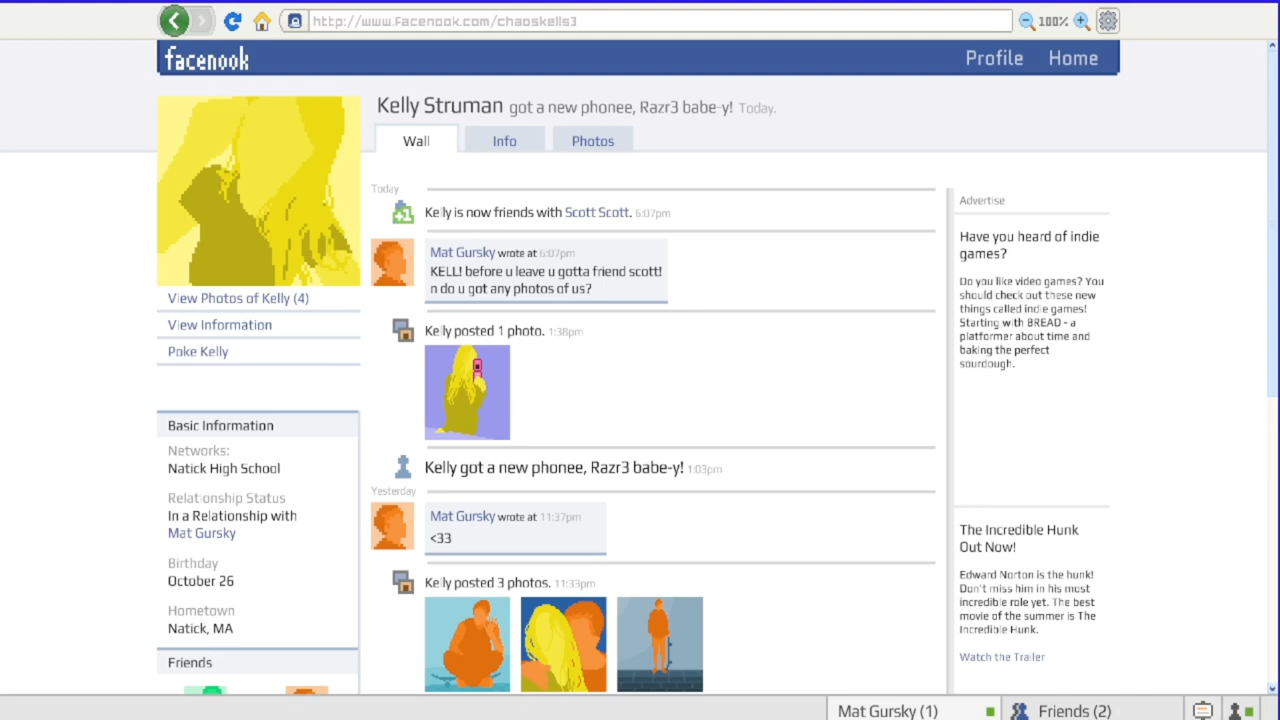 100%
http://www.Facenook.com/chaoskells3
facenook
Profile
Home
Kelly Struman got a new phonee, Razr3 babe-y! Today.
Wall
Info
Photos
View Photos of Kelly (4)
View Information
Poke Kelly
Basic Information
Networks:
Natick High School
Relationship Status
In a Relationship with
Mat Gursky
Birthday
October 26
Hometown
Natick, MA
Friends
Today
+1
Kelly is now friends with Scott Scott. 6:07pm
Mat Gursky wrote at 6:07pm
KELL! before u leave u gotta friend scott!
n do u got any photos of us?
Kelly posted 1 photo. 1:38pm
Kelly got a new phonee, Razr3 babe-y! 1:03pm
Yesterday
Mat Gursky wrote at 11:37pm
<33
Kelly posted 3 photos. 11:33pm
Advertise
Have you heard of indie
games?
Do you like video games? You
should check out these new
things called indie games!
Starting with BREAD - a
platformer about time and
baking the perfect
sourdough.
The Incredible Hunk
Out Now!
Edward Norton is the hunk!
Don't miss him in his most
incredible role yet. The best
movie of the summer is The
Incredible Hunk.
Watch the Trailer
Mat Gursky (1)
Friends (2)